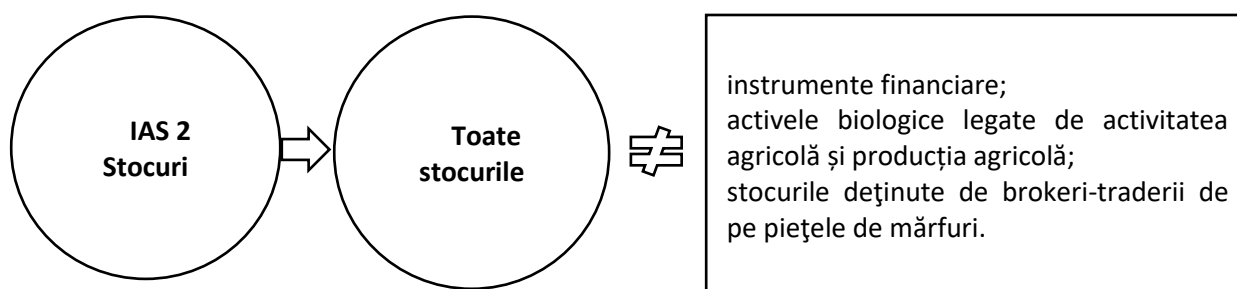 IAS 2
Stocuri
Toate
stocurile
instrumente financiare;
activele biologice legate de activitatea
agricolă și producția agricolă;
stocurile deţinute de brokeri-traderii de
pe pieţele de mărfuri.